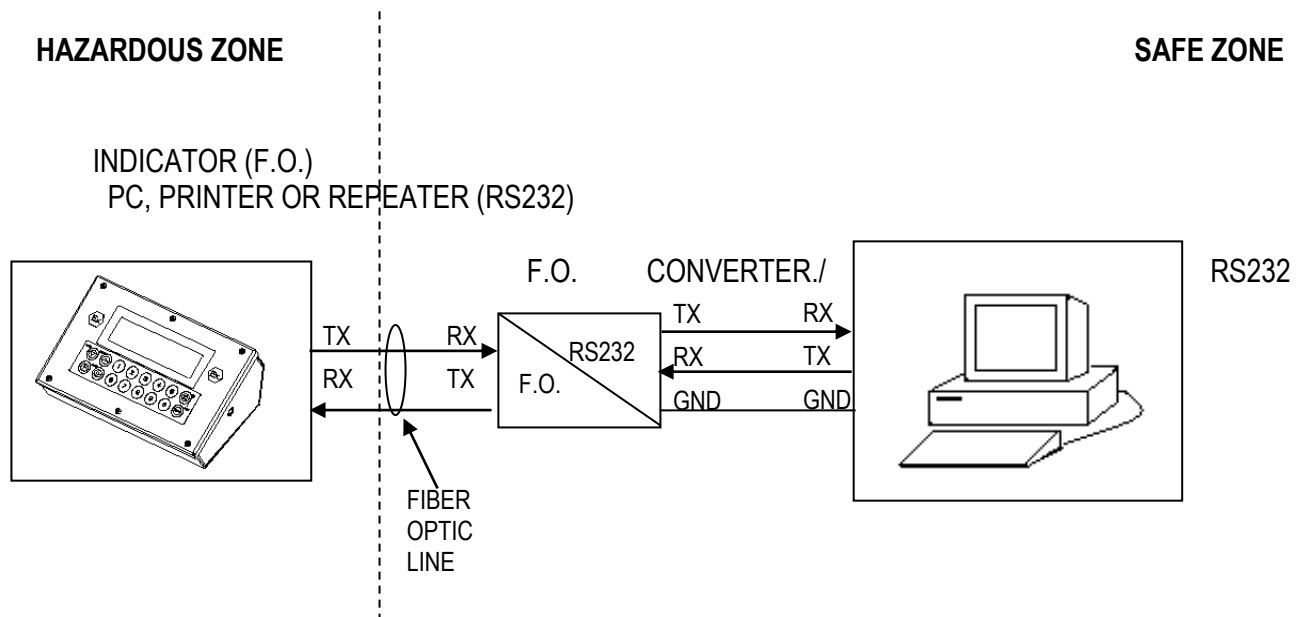 HAZARDOUS ZONE
SAFE ZONE
INDICATOR (F.O.)
PC, PRINTER OR REPEATER (RS232)
F.O. CONVERTER./ RS232
TX RX
RX TX
RS232
F.O.
TX RX
RX TX
GND GND
FIBER
OPTIC
LINE